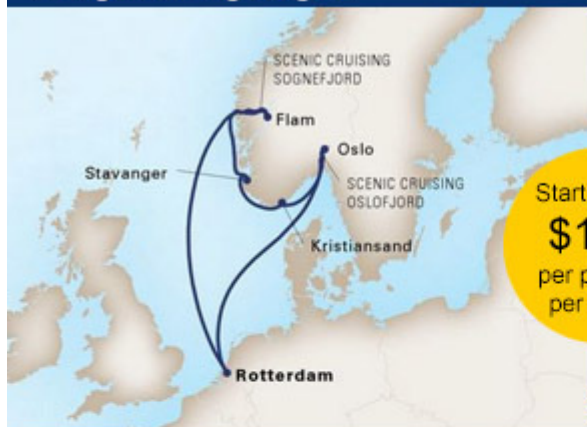 SCENIC CRUISING
SOGNEFJORD
Flam
Oslo
Stavanger
SCENIC CRUISING
OSLOFJORD
Kristiansand
Rotterdam
Start
$1
per
per